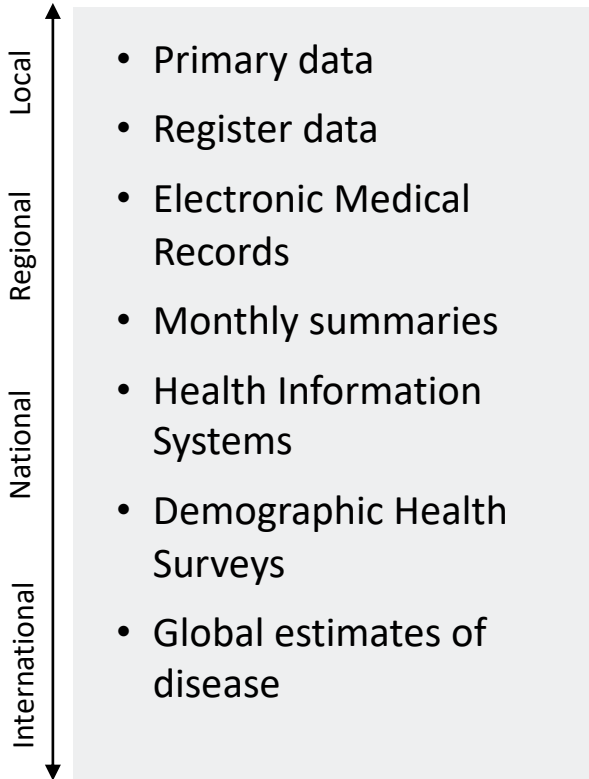 Local
Regional
National
International
• Primary data
• Register data
• Electronic Medical
Records
• Monthly summaries
• Health Information
Systems
• Demographic Health
Surveys
• Global estimates of
disease